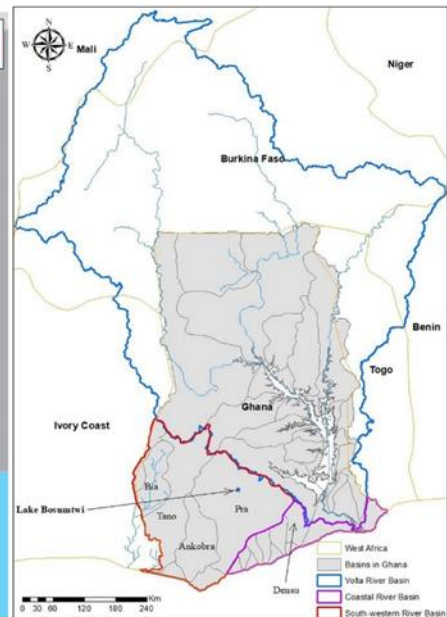 N
W E
S
Mali
Niger
Burkina Faso
Benin
Togo
Ghana
Ivory Coast
Bia
Lake Bosumtwi
Tano
Pra
Ankobra
Densu
West Africa
Basins in Ghana
Volta River Basin
Coastal River Basin
South-western River Basin
Km
0 30 60 120 180 240